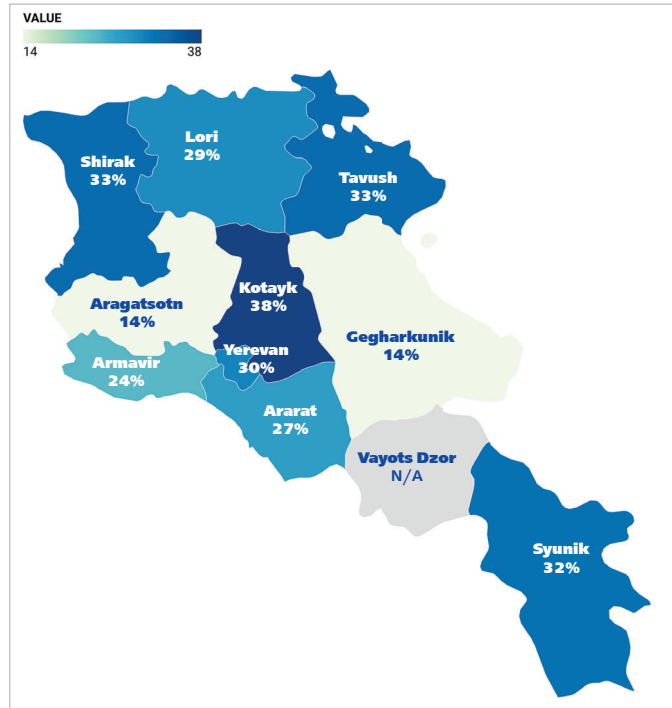 VALUE
14 38
Lori
29%
Shirak
33%
Tavush
33%
Kotayk
38%
Aragatsotn
14%
Gegharkunik
14%
Yerevan
30%
Armavir
24%
Ararat
27%
Vayots Dzor
N/A
Syunik
32%